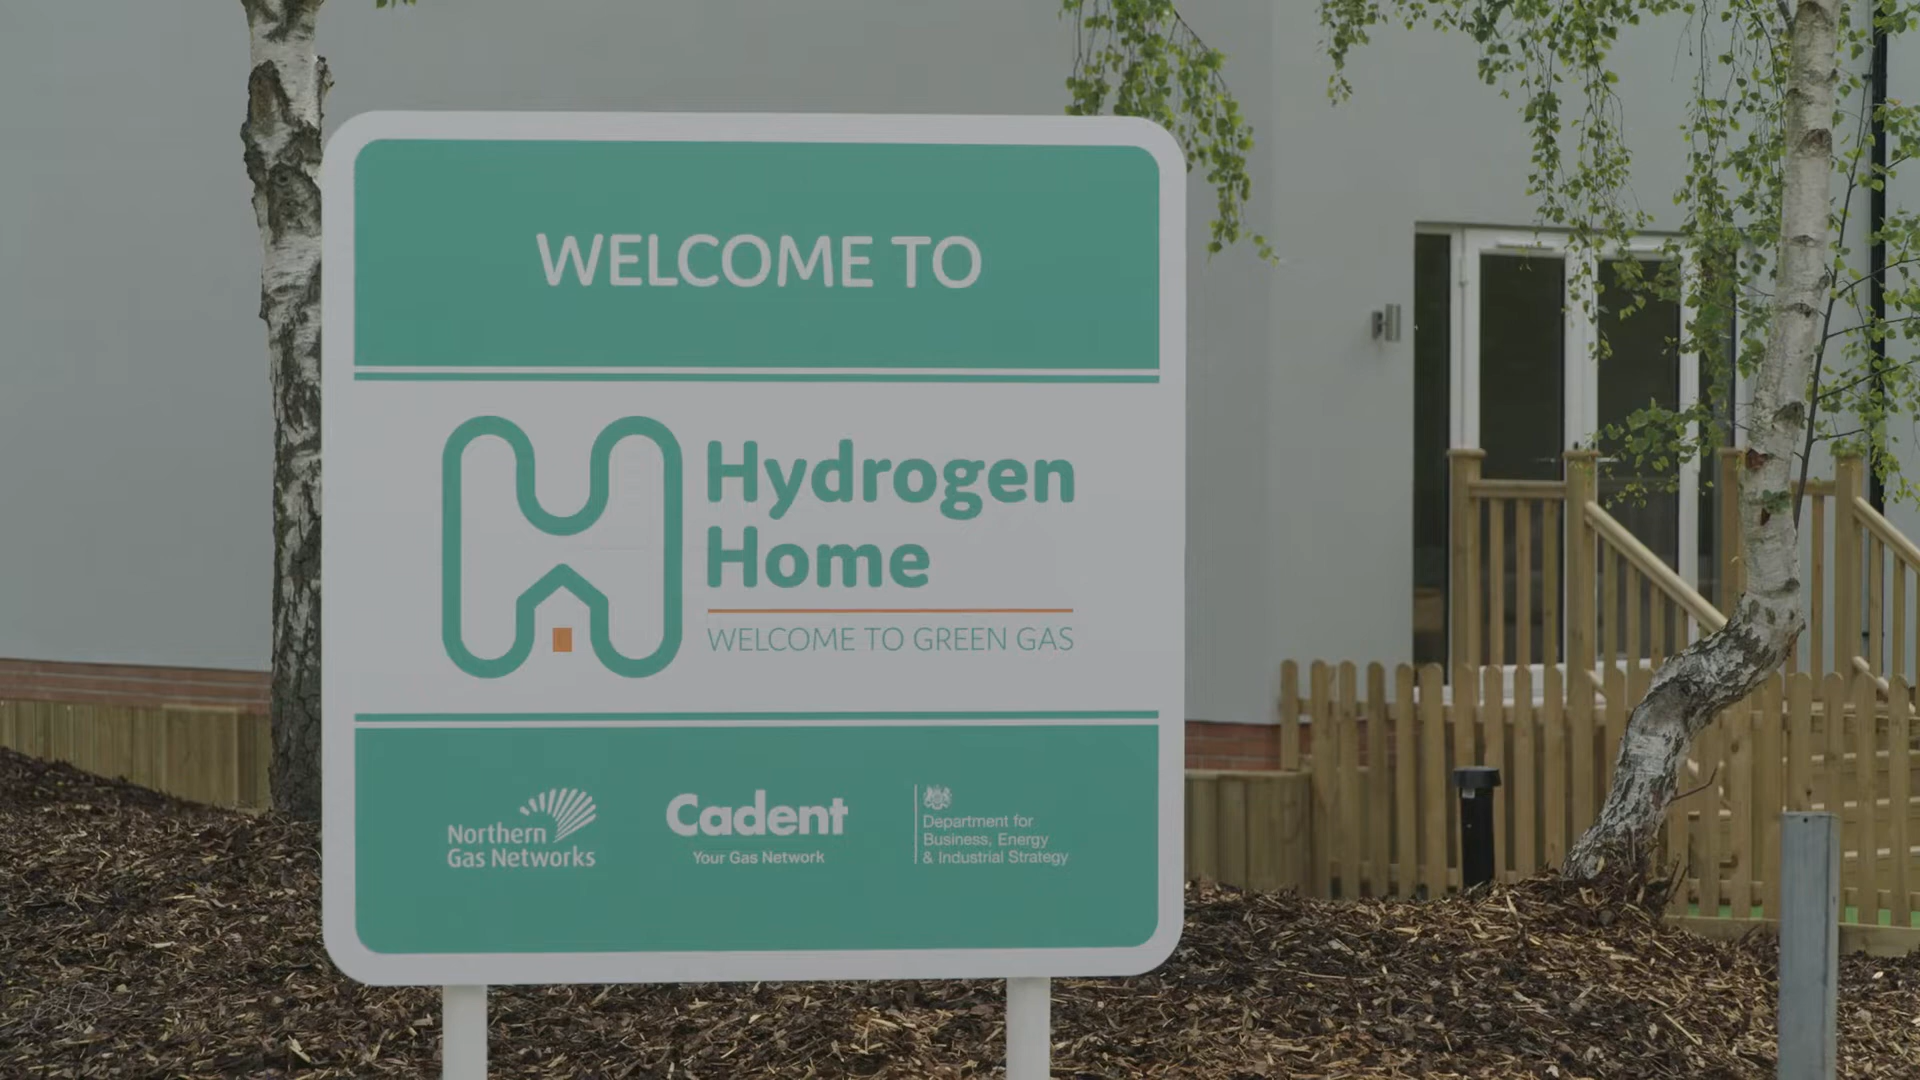 WELCOME TO
Hydrogen
Home
WELCOME TO GREEN GAS
Northern
Gas Networks
Cadent
Your Gas Network
Department for
Business, Energy
& Industrial Strategy